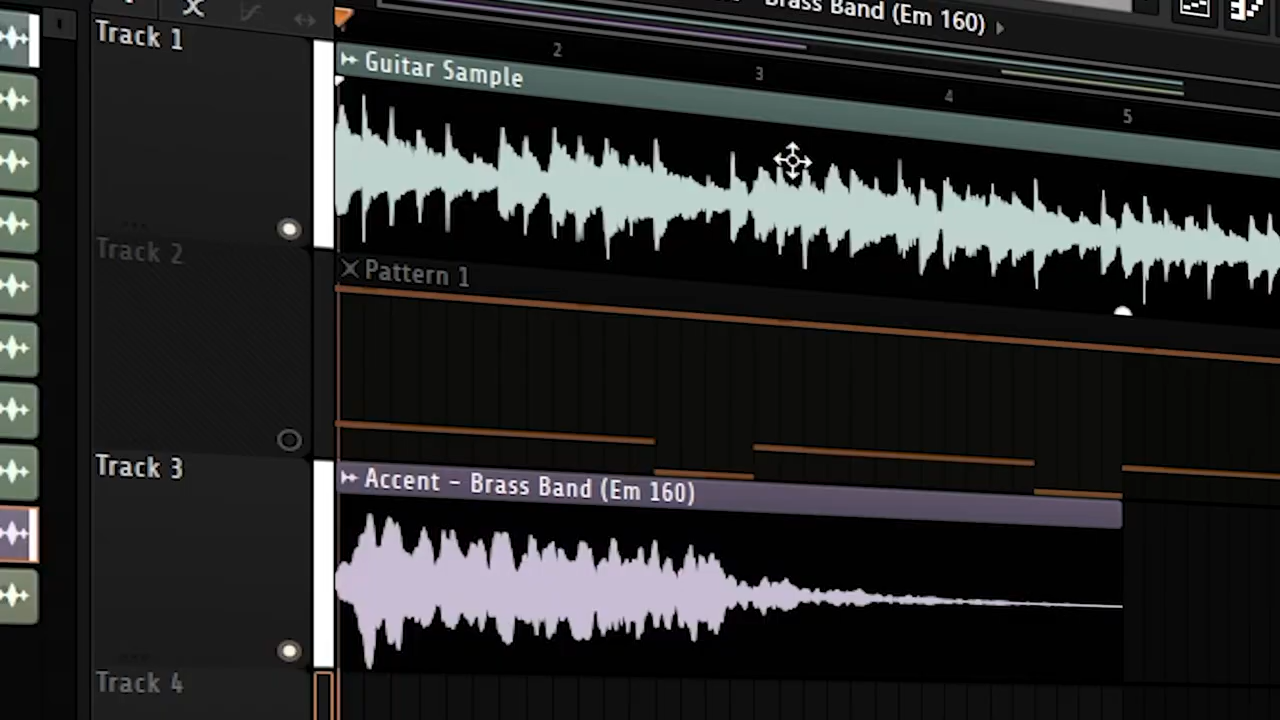 Brass Band (Em 160)
Track 1
2
3
4
5
Guitar Sample
Track 2
Pattern 1
Track 3
Accent - Brass Band (Em 160)
Track 4